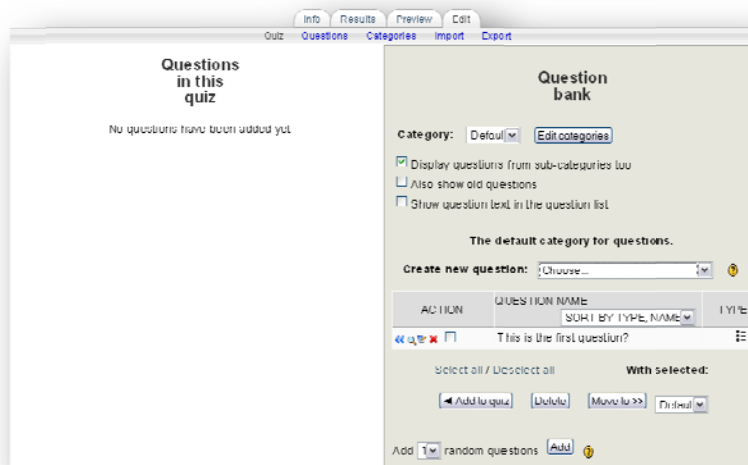 Info Results Preview Edit
Quiz Questions Categories Import Export
Questions
in this
quiz
No questions have been added yet
Question
bank
Category: Defaul Edit categories
Display questions from sub-categories too
Also show old questions
Show question text in the question list
The default category for questions.
Create new question: Choose...
ACTION QUESTION NAME TYPE
SORT BY TYPE, NAME
This is the first question?
Select all / Deselect all With selected:
Add to quiz Delete Move to >> Defaul
Add 1 random questions Add